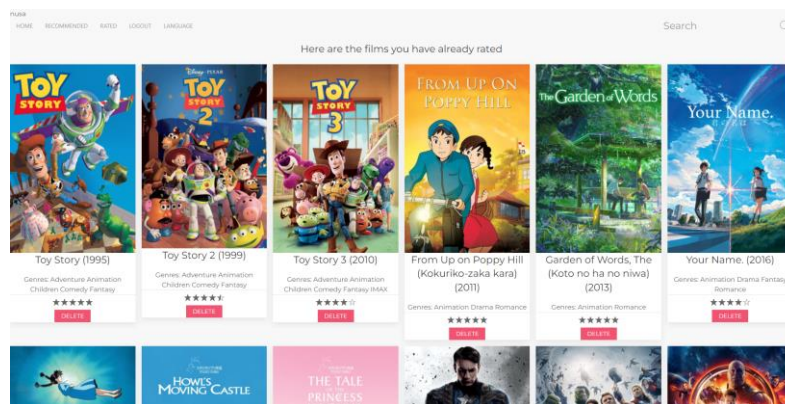 nusa
HOME RECOMMENDED RATED LOGOUT LANGUAGE Search
Here are the films you have already rated
TOY STORY
Disney·PIXAR
TOY STORY 2
TOY STORY 3
FROM UP ON POPPY HILL
The Garden of Words
Your Name.
Toy Story (1995)
Genres: Adventure Animation
Children Comedy Fantasy
★★★★★
DELETE
Toy Story 2 (1999)
Genres: Adventure Animation
Children Comedy Fantasy
DELETE
Toy Story 3 (2010)
Genres: Adventure Animation
Children Comedy Fantasy IMAX
★★★★☆
DELETE
From Up on Poppy Hill
(Kokuriko-zaka kara)
(2011)
Genres: Animation Drama Romance
★★★★★
DELETE
Garden of Words, The
(Koto no ha no niwa)
(2013)
Genres: Animation Romance
★★★★★
DELETE
Your Name. (2016)
Genres: Animation Drama Fantasy
Romance
★★★★☆
DELETE
HOWL'S
MOVING CASTLE
THE TALE
OF THE
PRINCESS